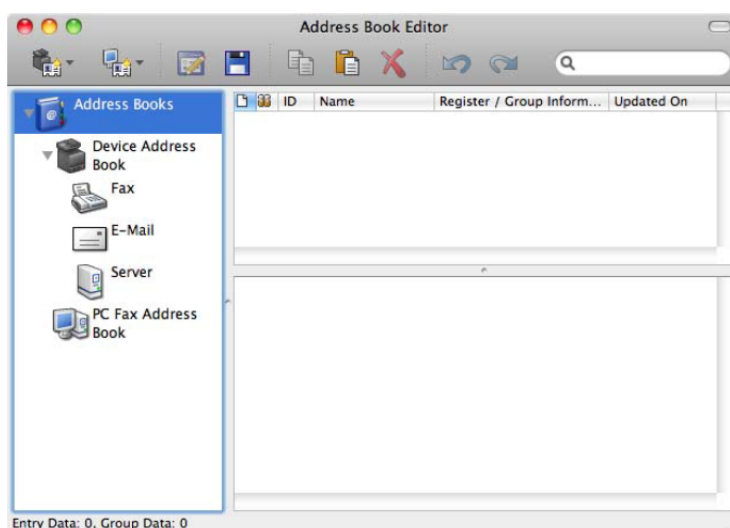 Address Book Editor
Address Books
ID Name Register / Group Inform... Updated On
Device Address
Book
Fax
E-Mail
Server
PC Fax Address
Book
Entry Data: 0, Group Data: 0